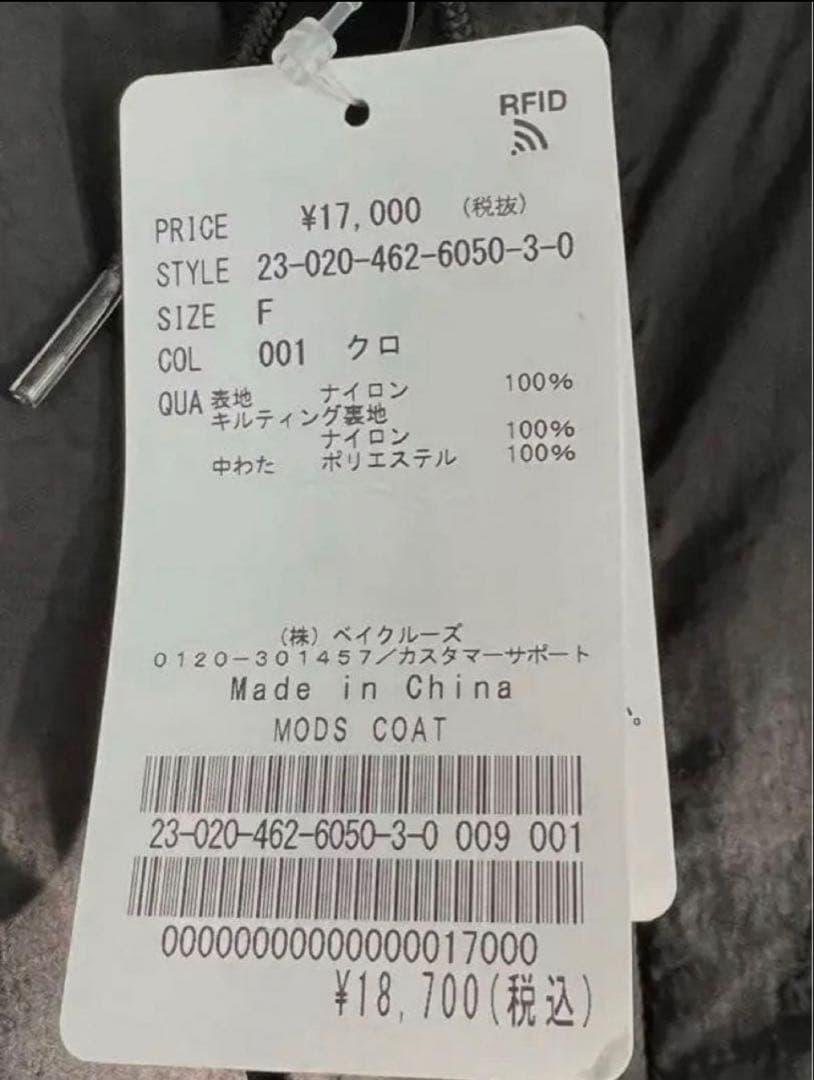 RFID
PRICE ¥17,000 (税抜)
STYLE 23-020-462-6050-3-0
SIZE F
COL 001 クロ
QUA 表地 ナイロン 100%
キルティング裏地
ナイロン 100%
中わた ポリエステル 100%
(株)ベイクルーズ
0120-301457/カスタマーサポート
Made in China
MODS COAT
23-020-462-6050-3-0 009 001
00000000000000017000
¥18,700(税込)